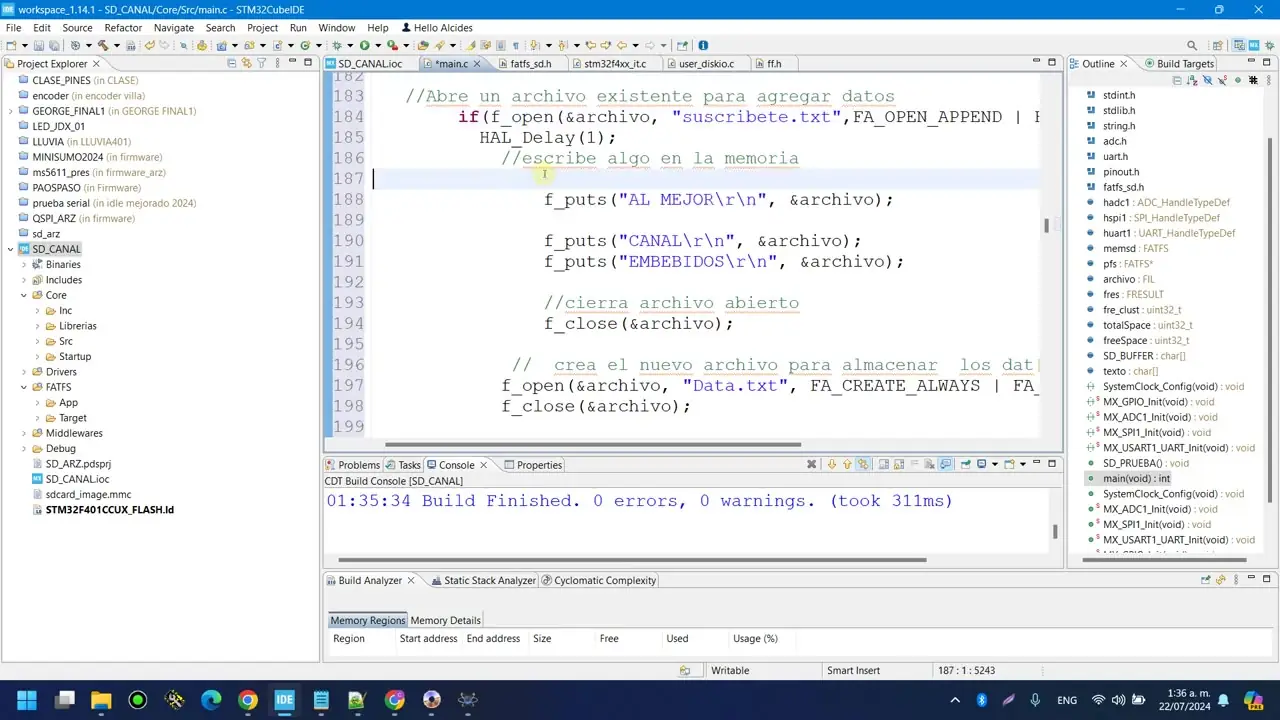 workspace_1.14.1 - SD_CANAL/Core/Src/main.c - STM32CubeIDE
File Edit Source Refactor Navigate Search Project Run Window Help Hello Alcides
Project Explorer
CLASE_PINES (in CLASE)
encoder (in encoder villa)
GEORGE_FINAL1 (in GEORGE FINAL1)
LED_JDX_01
LLUVIA (in LLUVIA401)
MINISUMO2024 (in firmware)
ms5611_pres (in firmware_arz)
PAOSPASO (in Firmware)
prueba serial (in idle mejorado 2024)
QSPI_ARZ (in SD_CARD)
sd_arz
SD_CANAL
Binaries
Includes
Core
Inc
Librerias
Src
Startup
Drivers
FATFS
App
Target
Middlewares
Debug
SD_ARZ.pdsprj
SD_CANAL.ioc
sdcard_image.mmc
STM32F401CCUX_FLASH.ld
SD_CANAL.ioc *main.c fatfs_sd.h stm32f4xx_it.c user_diskio.c ff.h
182
183 //Abre un archivo existente para agregar datos
184 if(f_open(&archivo, "suscribete.txt",FA_OPEN_APPEND |
185 HAL_Delay(1);
186 //escribe algo en la memoria
187
188 f_puts("AL MEJOR\r\n", &archivo);
189
190 f_puts("CANAL\r\n", &archivo);
191 f_puts("EMBEBIDOS\r\n", &archivo);
192
193 //cierra archivo abierto
194 f_close(&archivo);
195
196 // crea el nuevo archivo para almacenar los dat
197 f_open(&archivo, "Data.txt", FA_CREATE_ALWAYS | FA_
198 f_close(&archivo);
199
Problems Tasks Console Properties
CDT Build Console [SD_CANAL]
01:35:34 Build Finished. 0 errors, 0 warnings. (took 311ms)
Build Analyzer Static Stack Analyzer Cyclomatic Complexity
Memory Regions Memory Details
Region Start address End address Size Free Used Usage (%)
Outline Build Targets
stdint.h
stdlib.h
string.h
adc.h
uart.h
pinout.h
fatfs_sd.h
hadc1 : ADC_HandleTypeDef
hspi1 : SPI_HandleTypeDef
huart1 : UART_HandleTypeDef
memsd : FATFS
pfs : FATFS*
archivo : FIL
fres : FRESULT
fre_clust : uint32_t
totalSpace : uint32_t
freeSpace : uint32_t
SD_BUFFER : char[]
texto : char[]
SystemClock_Config(void) : void
MX_GPIO_Init(void) : void
MX_ADC1_Init(void) : void
MX_SPI1_Init(void) : void
MX_USART1_UART_Init(void) : void
SD_PRUEBA() : void
main(void) : int
SystemClock_Config(void) : void
MX_ADC1_Init(void) : void
MX_SPI1_Init(void) : void
MX_USART1_UART_Init(void) : void
Writable Smart Insert 187 : 1 : 5243
IDE
ENG
1:36 a. m.
22/07/2024